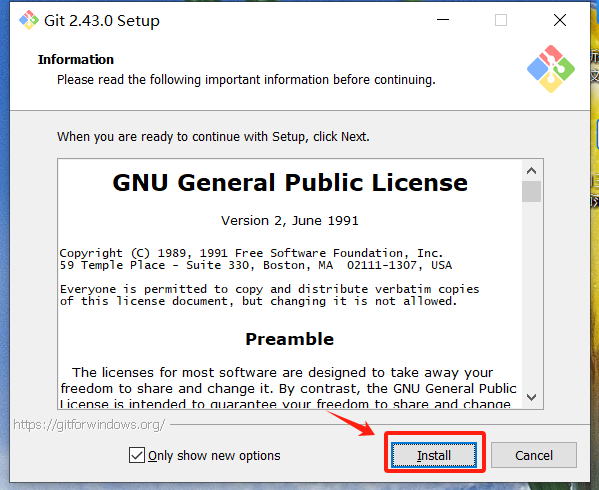 Git 2.43.0 Setup
Information
Please read the following important information before continuing.
When you are ready to continue with Setup, click Next.
GNU General Public License
Version 2, June 1991
Copyright (C) 1989, 1991 Free Software Foundation, Inc.
59 Temple Place - Suite 330, Boston, MA  02111-1307, USA
Everyone is permitted to copy and distribute verbatim copies
of this license document, but changing it is not allowed.
Preamble
The licenses for most software are designed to take away your
freedom to share and change it. By contrast, the GNU General Public
License is intended to guarantee your freedom to share and change
https://gitforwindows.org/
Only show new options
Install
Cancel